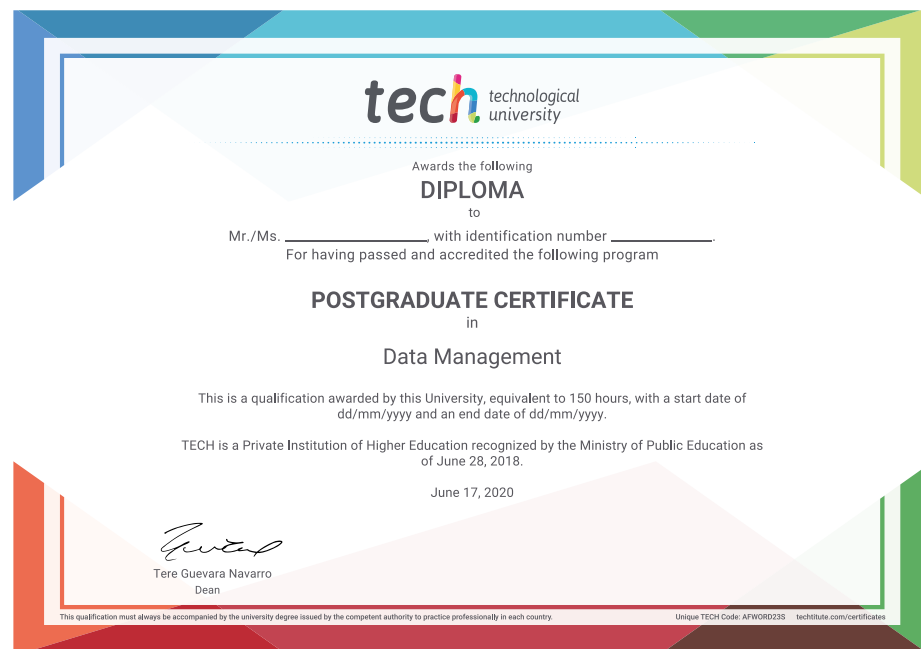 tech technological
university
Awards the following
DIPLOMA
to
Mr./Ms. ____________, with identification number ____________.
For having passed and accredited the following program
POSTGRADUATE CERTIFICATE
in
Data Management
This is a qualification awarded by this University, equivalent to 150 hours, with a start date of
dd/mm/yyyy and an end date of dd/mm/yyyy.
TECH is a Private Institution of Higher Education recognized by the Ministry of Public Education as
of June 28, 2018.
June 17, 2020
Tere Guevara Navarro
Dean
This qualification must always be accompanied by the university degree issued by the competent authority to practice professionally in each country. Unique TECH Code: AFWORD23S techtitute.com/certificates